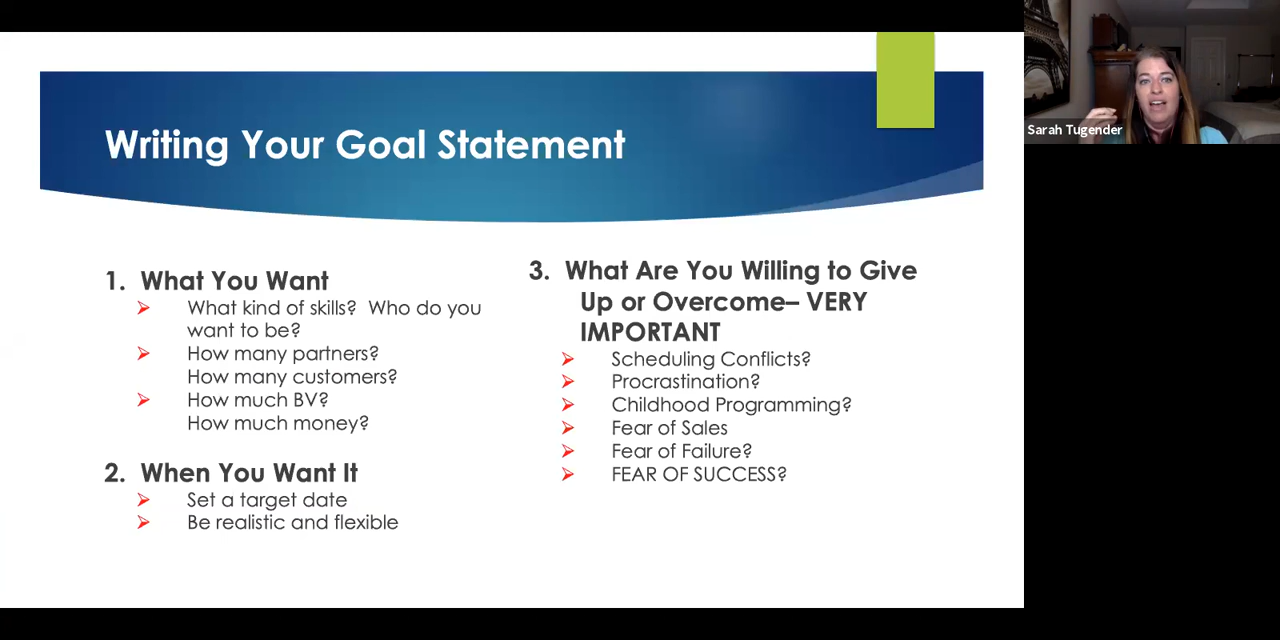 Writing Your Goal Statement
1. What You Want
What kind of skills? Who do you
want to be?
How many partners?
How many customers?
How much BV?
How much money?
2. When You Want It
Set a target date
Be realistic and flexible
3. What Are You Willing to Give
Up or Overcome– VERY
IMPORTANT
Scheduling Conflicts?
Procrastination?
Childhood Programming?
Fear of Sales
Fear of Failure?
FEAR OF SUCCESS?
Sarah Tugender